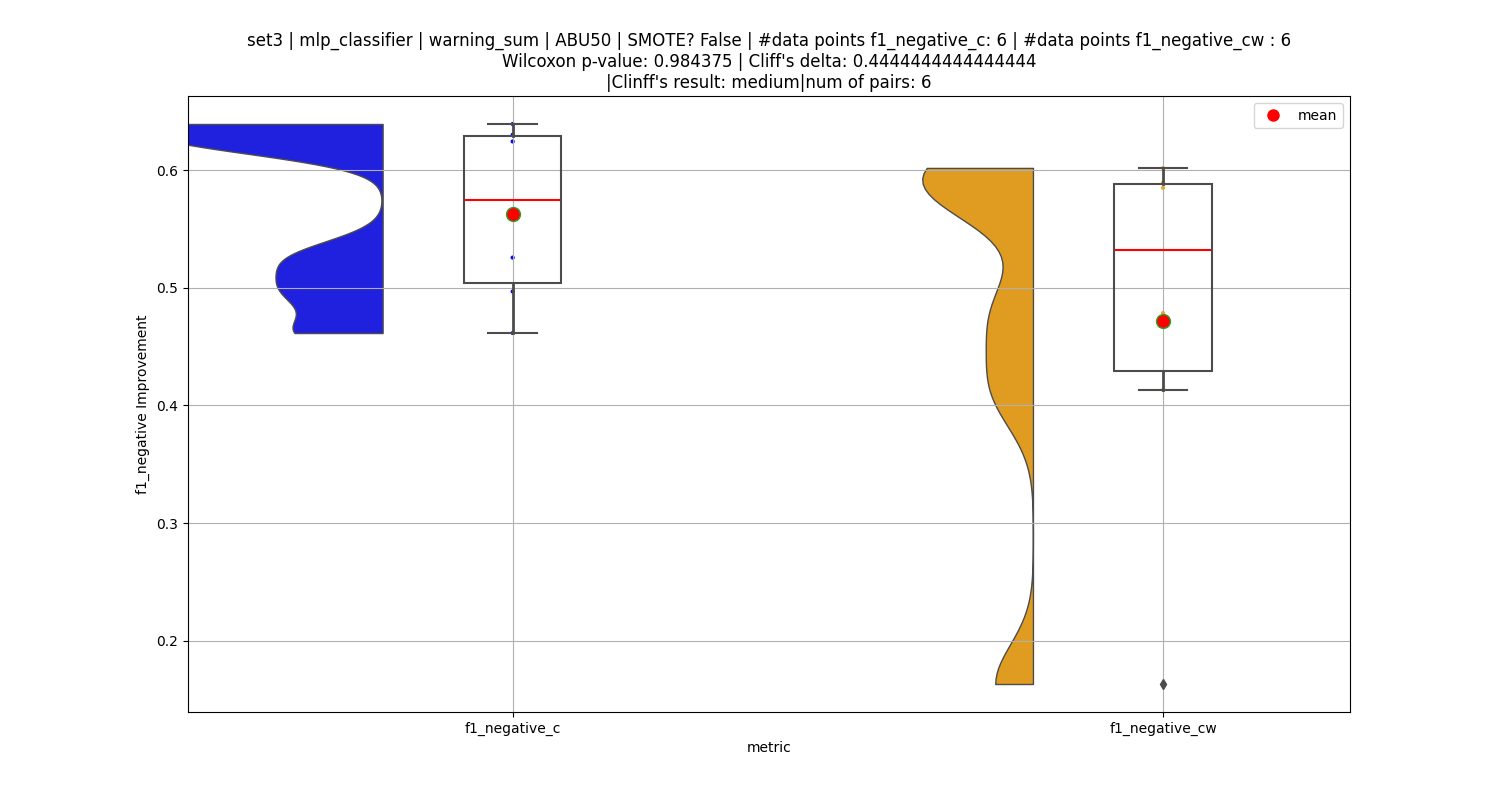 set3 | mlp_classifier | warning_sum | ABU50 | SMOTE? False | #data points f1_negative_c: 6 | #data points f1_negative_cw : 6
Wilcoxon p-value: 0.984375 | Cliff's delta: 0.4444444444444444
|Clinff's result: medium|num of pairs: 6
mean
0.6
0.5
0.4
0.3
0.2
f1_negative Improvement
f1_negative_c
f1_negative_cw
metric